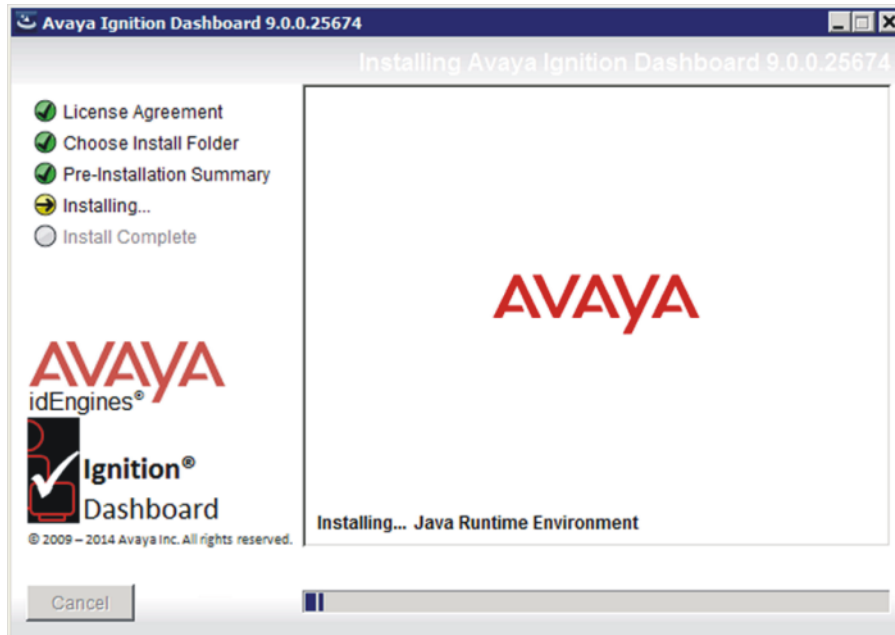 Avaya Ignition Dashboard 9.0.0.25674
Installing Avaya Ignition Dashboard 9.0.0.25674
License Agreement
Choose Install Folder
Pre-Installation Summary
Installing...
Install Complete
AVAYA
AVAYA
idEngines®
Ignition®
Dashboard
© 2009 – 2014 Avaya Inc. All rights reserved.
Installing... Java Runtime Environment
Cancel